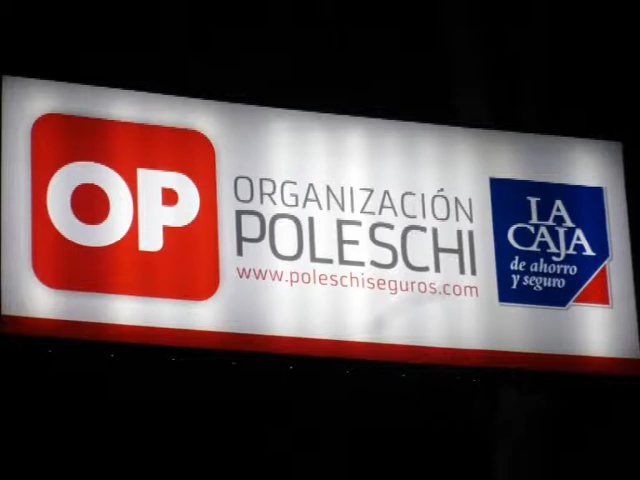 OP
ORGANIZACIÓN
POLESCHI
www.poleschiseguros.com
LA
CAJA
de ahorro
y seguro